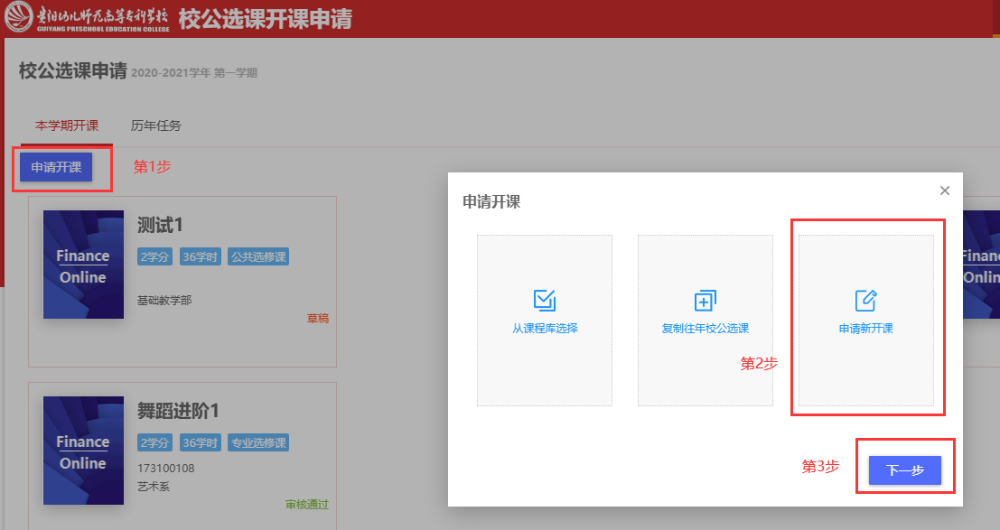 贵阳幼儿师范高等专科学校
GUIYANG PRESCHOOL EDUCATION COLLEGE
校公选课开课申请
校公选课申请 2020-2021学年 第一学期
本学期开课 历年任务
申请开课 第1步
Finance
Online
测试1
2学分 36学时 公共选修课
基础教学部
草稿
Finance
Online
舞蹈进阶1
2学分 36学时 专业选修课
173100108
艺术系
审核通过
申请开课
从课程库选择
复制往年校公选课
申请新开课
第2步
第3步
下一步